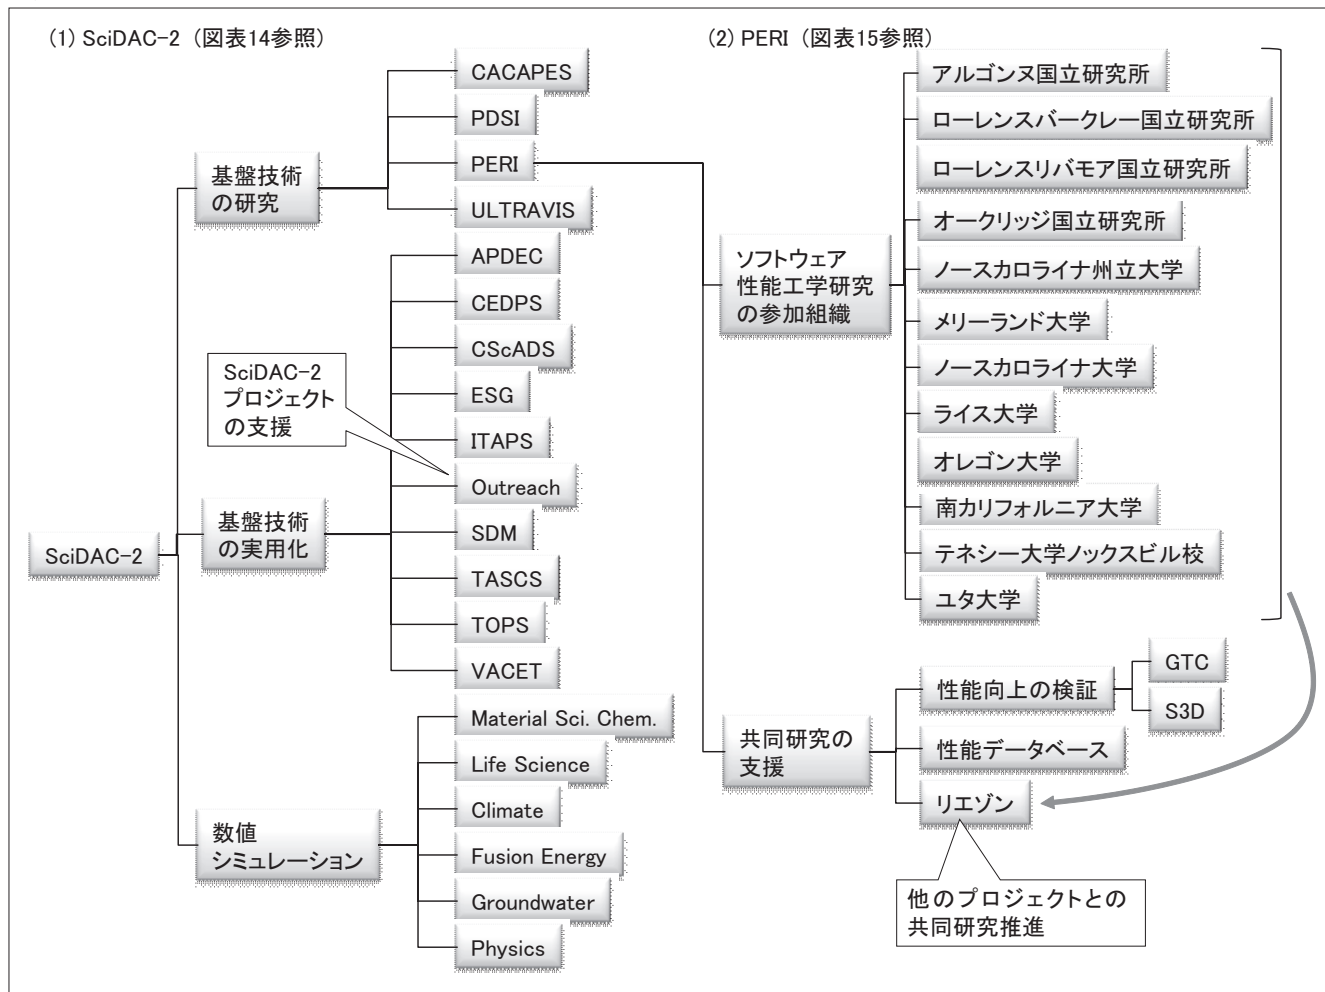 (1) SciDAC-2 (図表14参照)
CACAPES
PDSI
PERI
ULTRAVIS
基盤技術
の研究
APDEC
CEDPS
CScADS
ESG
ITAPS
Outreach
SDM
TASCS
TOPS
VACET
SciDAC-2
プロジェクト
の支援
基盤技術
の実用化
SciDAC-2
Material Sci. Chem.
Life Science
Climate
Fusion Energy
Groundwater
Physics
数値
シミュレーション
(2) PERI (図表15参照)
アルゴンヌ国立研究所
ローレンスバークレー国立研究所
ローレンスリバモア国立研究所
オークリッジ国立研究所
ノースカロライナ州立大学
メリーランド大学
ノースカロライナ大学
ライス大学
オレゴン大学
南カリフォルニア大学
テネシー大学ノックスビル校
ユタ大学
ソフトウェア
性能工学研究
の参加組織
共同研究の
支援
性能向上の検証
GTC
S3D
性能データベース
リエゾン
他のプロジェクトとの
共同研究推進